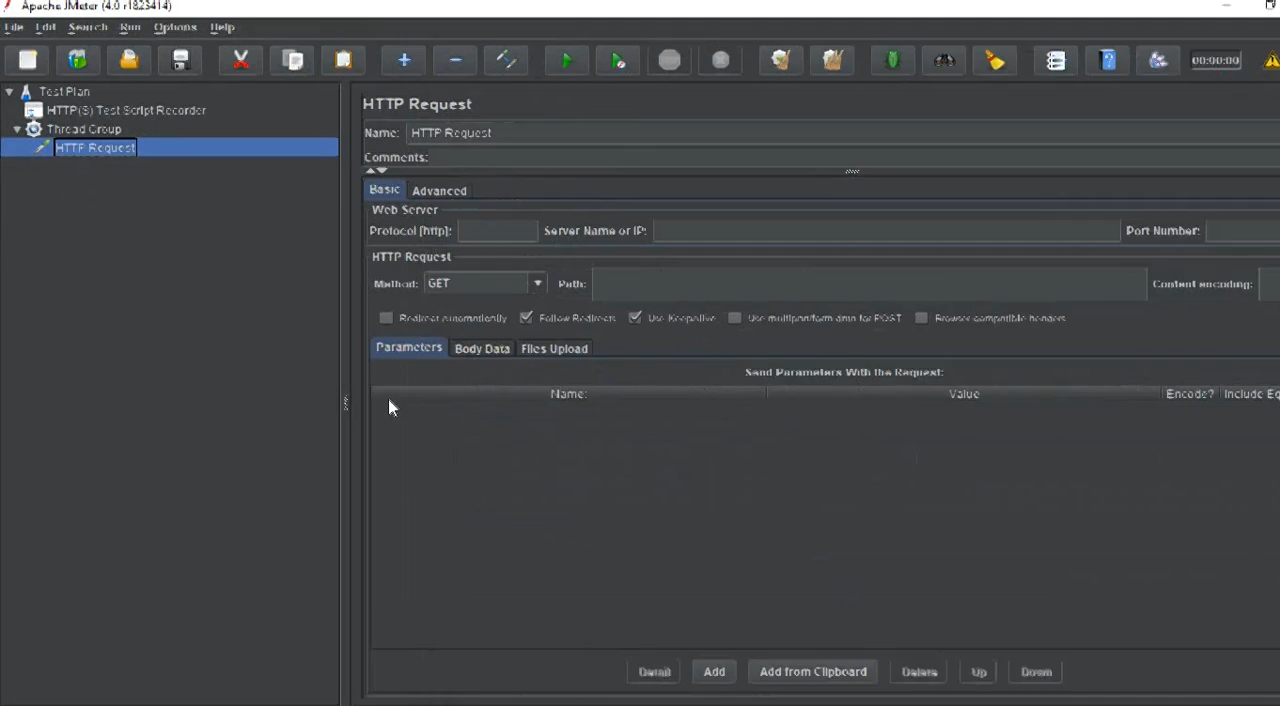 Apache JMeter (4.0 r1823414)
File Edit Search Run Options Help
00:00:00
Test Plan
HTTP(S) Test Script Recorder
Thread Group
HTTP Request
HTTP Request
Name: HTTP Request
Comments:
Basic Advanced
Web Server
Protocol [http]: Server Name or IP: Port Number:
HTTP Request
Method: GET Path: Content encoding:
Redirect Automatically Follow Redirects Use KeepAlive Use multipart/form-data for POST Browser-compatible headers
Parameters Body Data Files Upload
Send Parameters With the Request:
Name: Value Encode? Include Eq
Detail Add Add from Clipboard Delete Up Down